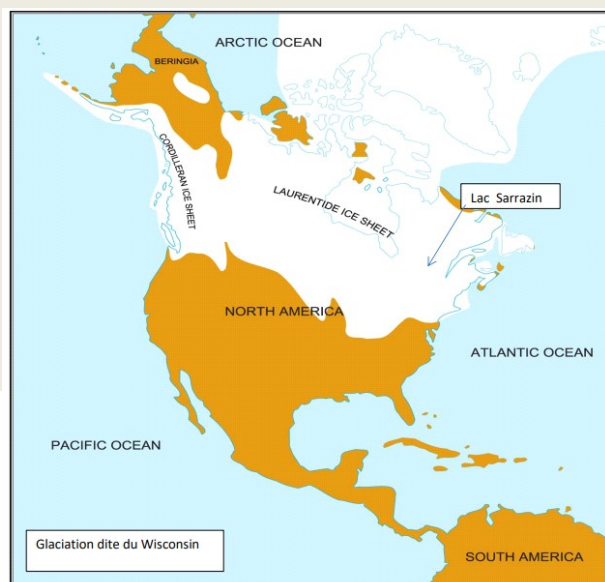 ARCTIC OCEAN
BERINGIA
CORDILLERAN ICE SHEET
LAURENTIDE ICE SHEET
Lac Sarrazin
NORTH AMERICA
ATLANTIC OCEAN
PACIFIC OCEAN
Glaciation dite du Wisconsin
SOUTH AMERICA